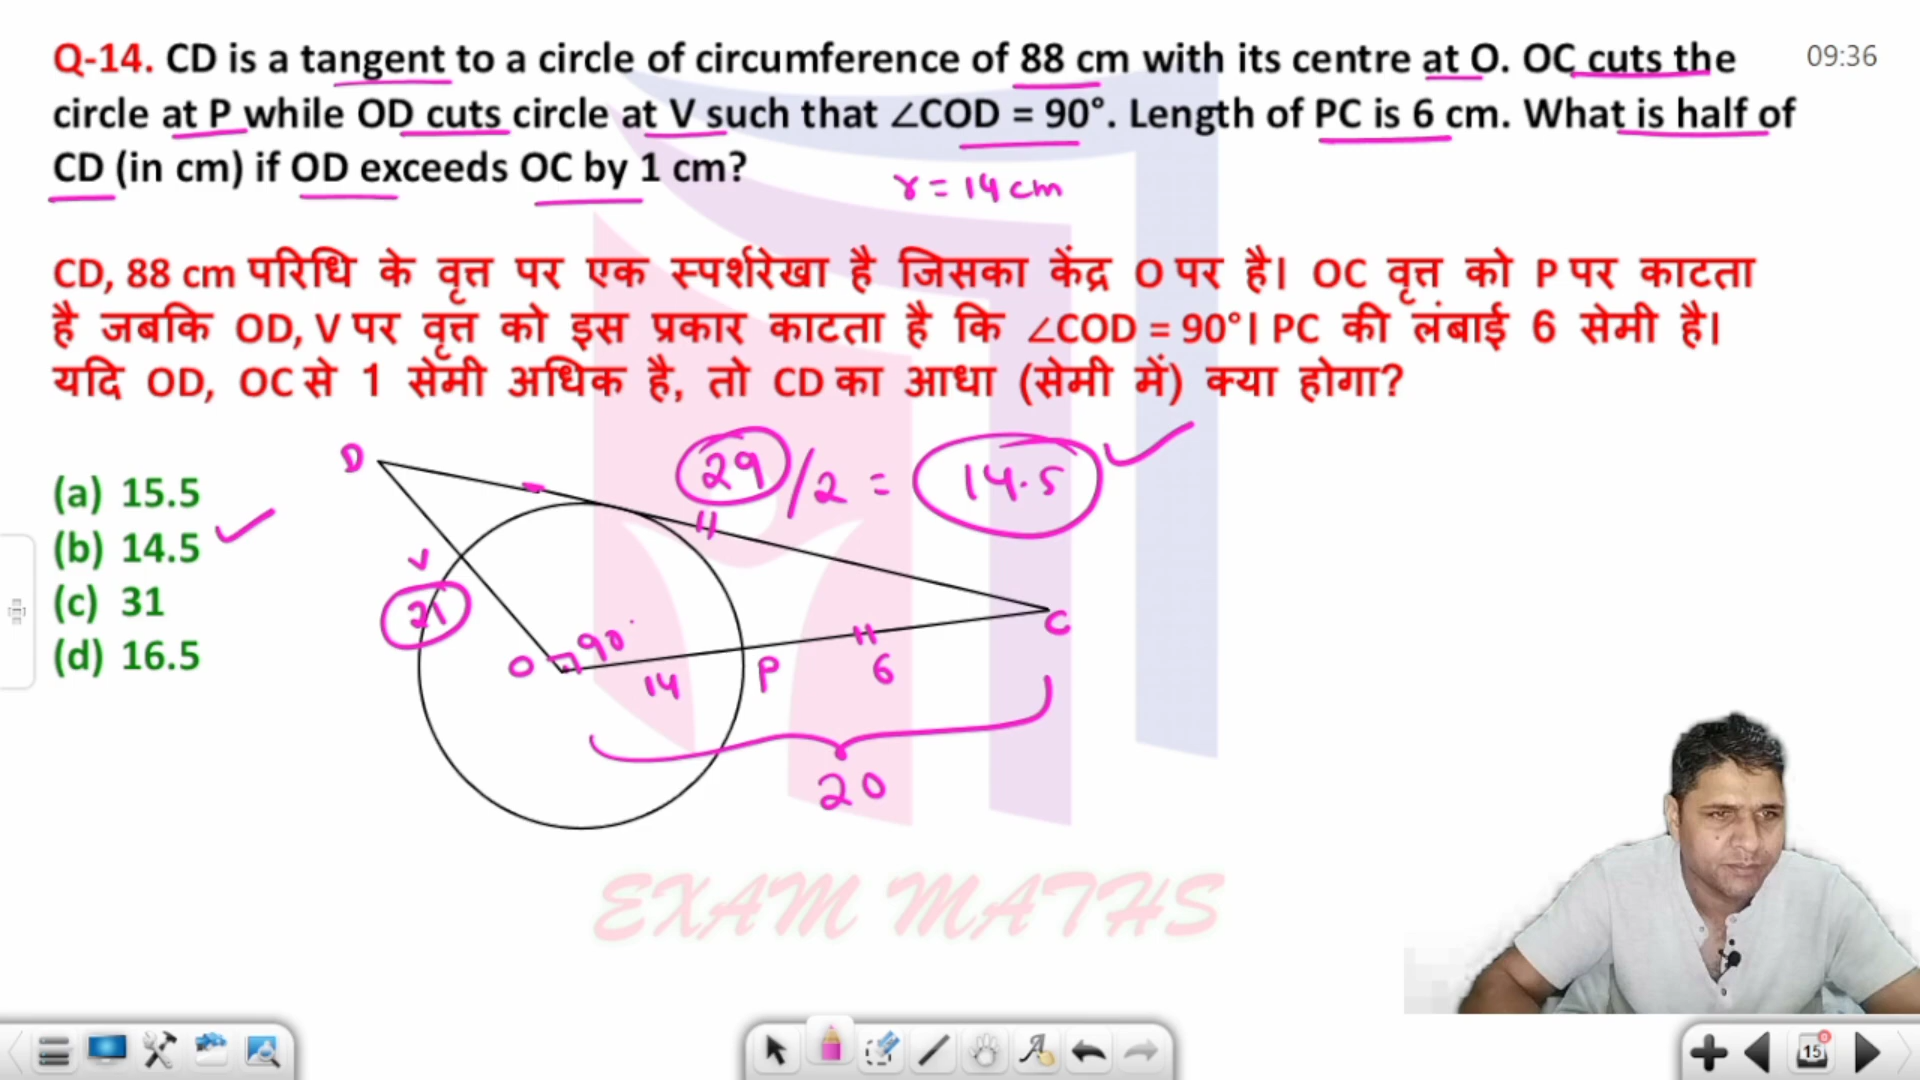 Q-14. CD is a tangent to a circle of circumference of 88 cm with its centre at O. OC cuts the
09:36
circle at P while OD cuts circle at V such that ∠COD = 90°. Length of PC is 6 cm. What is half of
CD (in cm) if OD exceeds OC by 1 cm?
r = 14 cm
CD, 88 cm परिधि के वृत्त पर एक स्पर्शरेखा है जिसका केंद्र O पर है। OC वृत्त को P पर काटता
है जबकि OD, V पर वृत्त को इस प्रकार काटता है कि ∠COD = 90°। PC की लंबाई 6 सेमी है।
यदि OD, OC से 1 सेमी अधिक है, तो CD का आधा (सेमी में) क्या होगा?
D
29/2 = 14.5
(a) 15.5
(b) 14.5
V
(c) 31
21
C
(d) 16.5
O
90°
14
P
6
20
EXAM MATHS
15